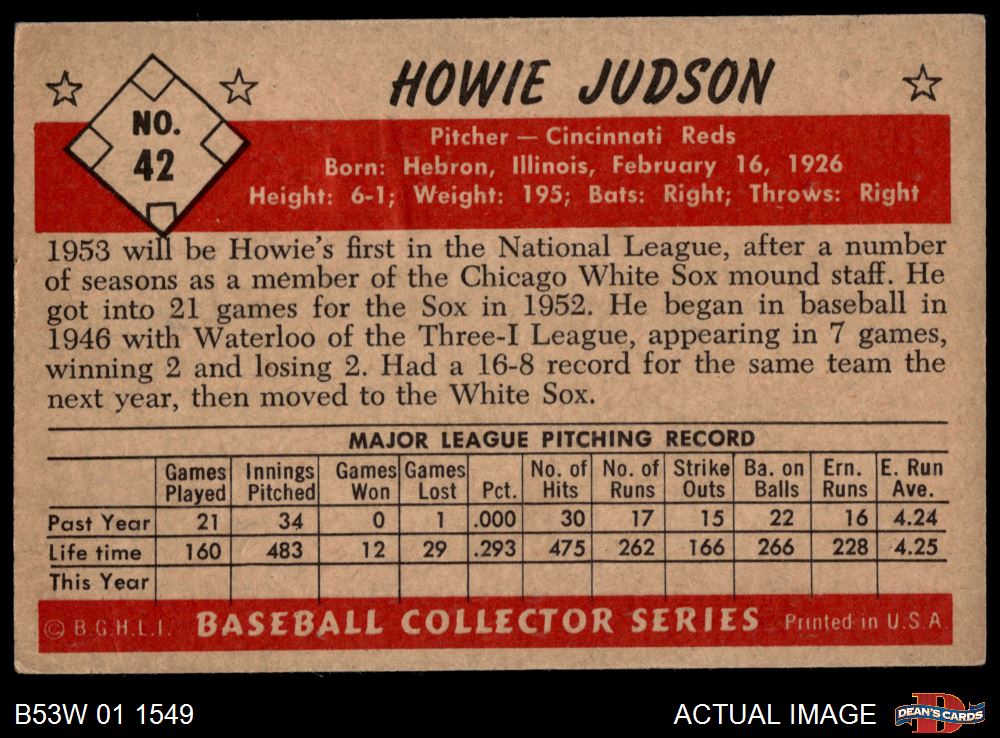 HOWIE JUDSON
NO.
42
Pitcher — Cincinnati Reds
Born: Hebron, Illinois, February 16, 1926
Height: 6-1; Weight: 195; Bats: Right; Throws: Right
1953 will be Howie's first in the National League, after a number
of seasons as a member of the Chicago White Sox mound staff. He
got into 21 games for the Sox in 1952. He began in baseball in
1946 with Waterloo of the Three-I League, appearing in 7 games,
winning 2 and losing 2. Had a 16-8 record for the same team the
next year, then moved to the White Sox.
MAJOR LEAGUE PITCHING RECORD
Games Innings Games Games No. of No. of Strike Ba. on Ern. E. Run
Played Pitched Won Lost Pct. Hits Runs Outs Balls Runs Ave.
Past Year 21 34 0 1 .000 30 17 15 22 16 4.24
Life time 160 483 12 29 .293 475 262 166 266 228 4.25
This Year
© B.G.H.L.I. BASEBALL COLLECTOR SERIES Printed in U.S.A.
B53W 01 1549 ACTUAL IMAGE DEAN'S CARDS